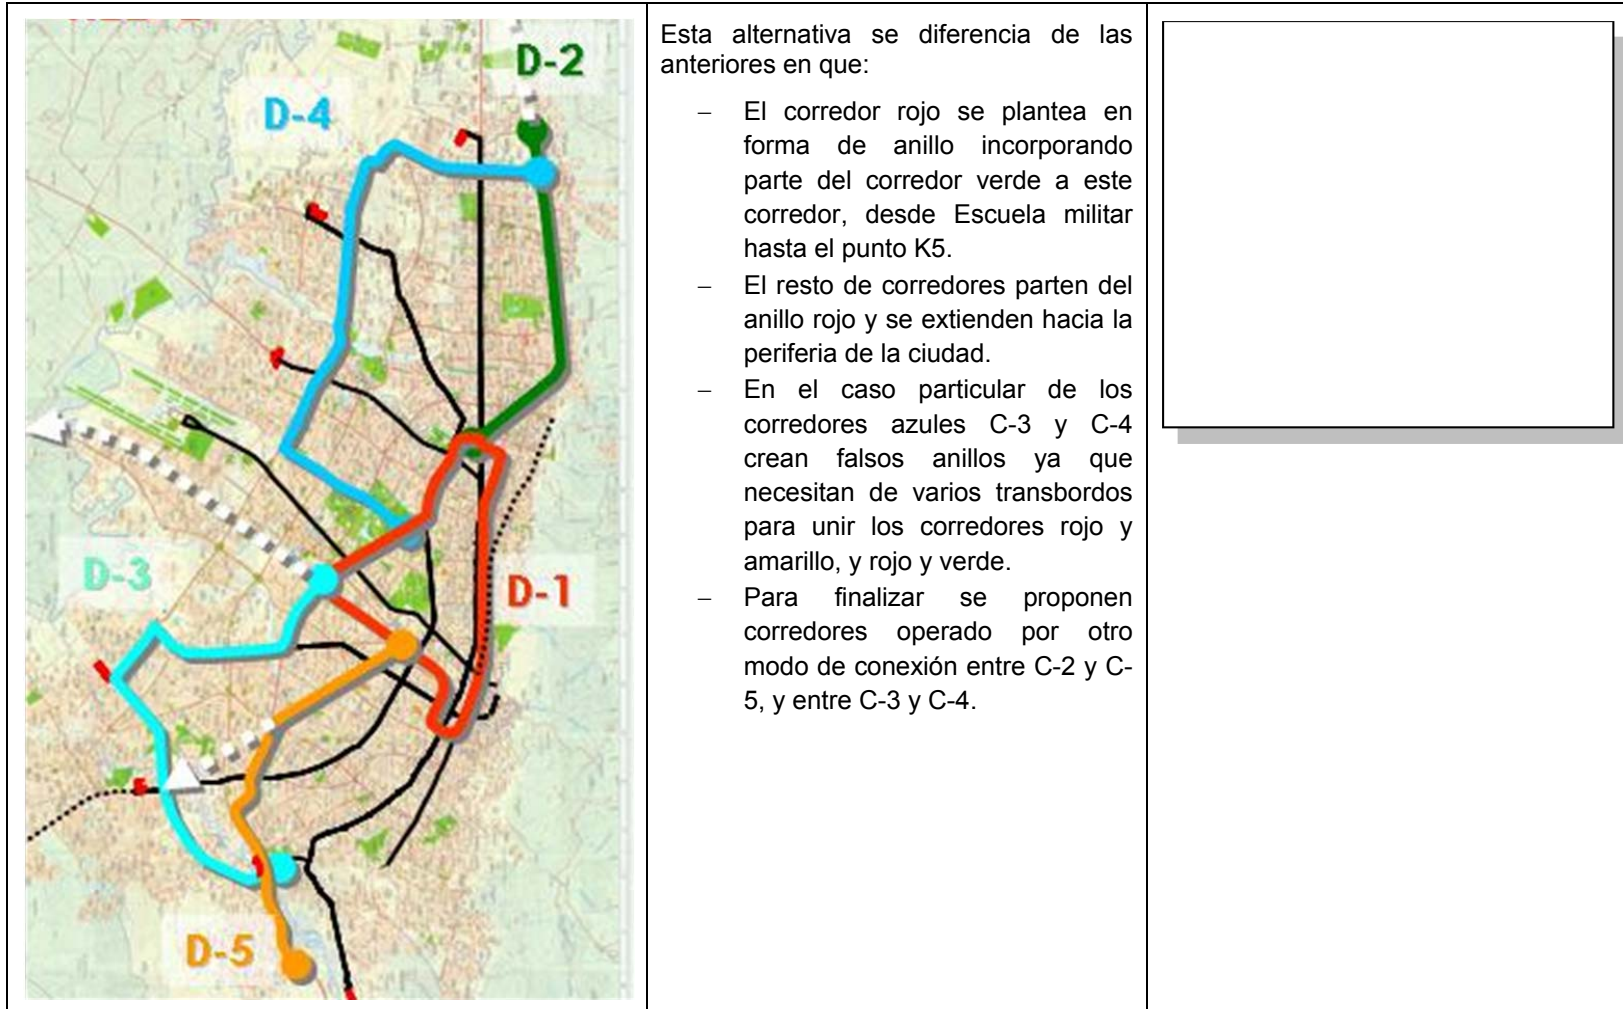 D-2
D-4
D-3
D-1
D-5
Esta alternativa se diferencia de las
anteriores en que:
– El corredor rojo se plantea en
forma de anillo incorporando
parte del corredor verde a este
corredor, desde Escuela militar
hasta el punto K5.
– El resto de corredores parten del
anillo rojo y se extienden hacia la
periferia de la ciudad.
– En el caso particular de los
corredores azules C-3 y C-4
crean falsos anillos ya que
necesitan de varios transbordos
para unir los corredores rojo y
amarillo, y rojo y verde.
– Para finalizar se proponen
corredores operado por otro
modo de conexión entre C-2 y C-
5, y entre C-3 y C-4.